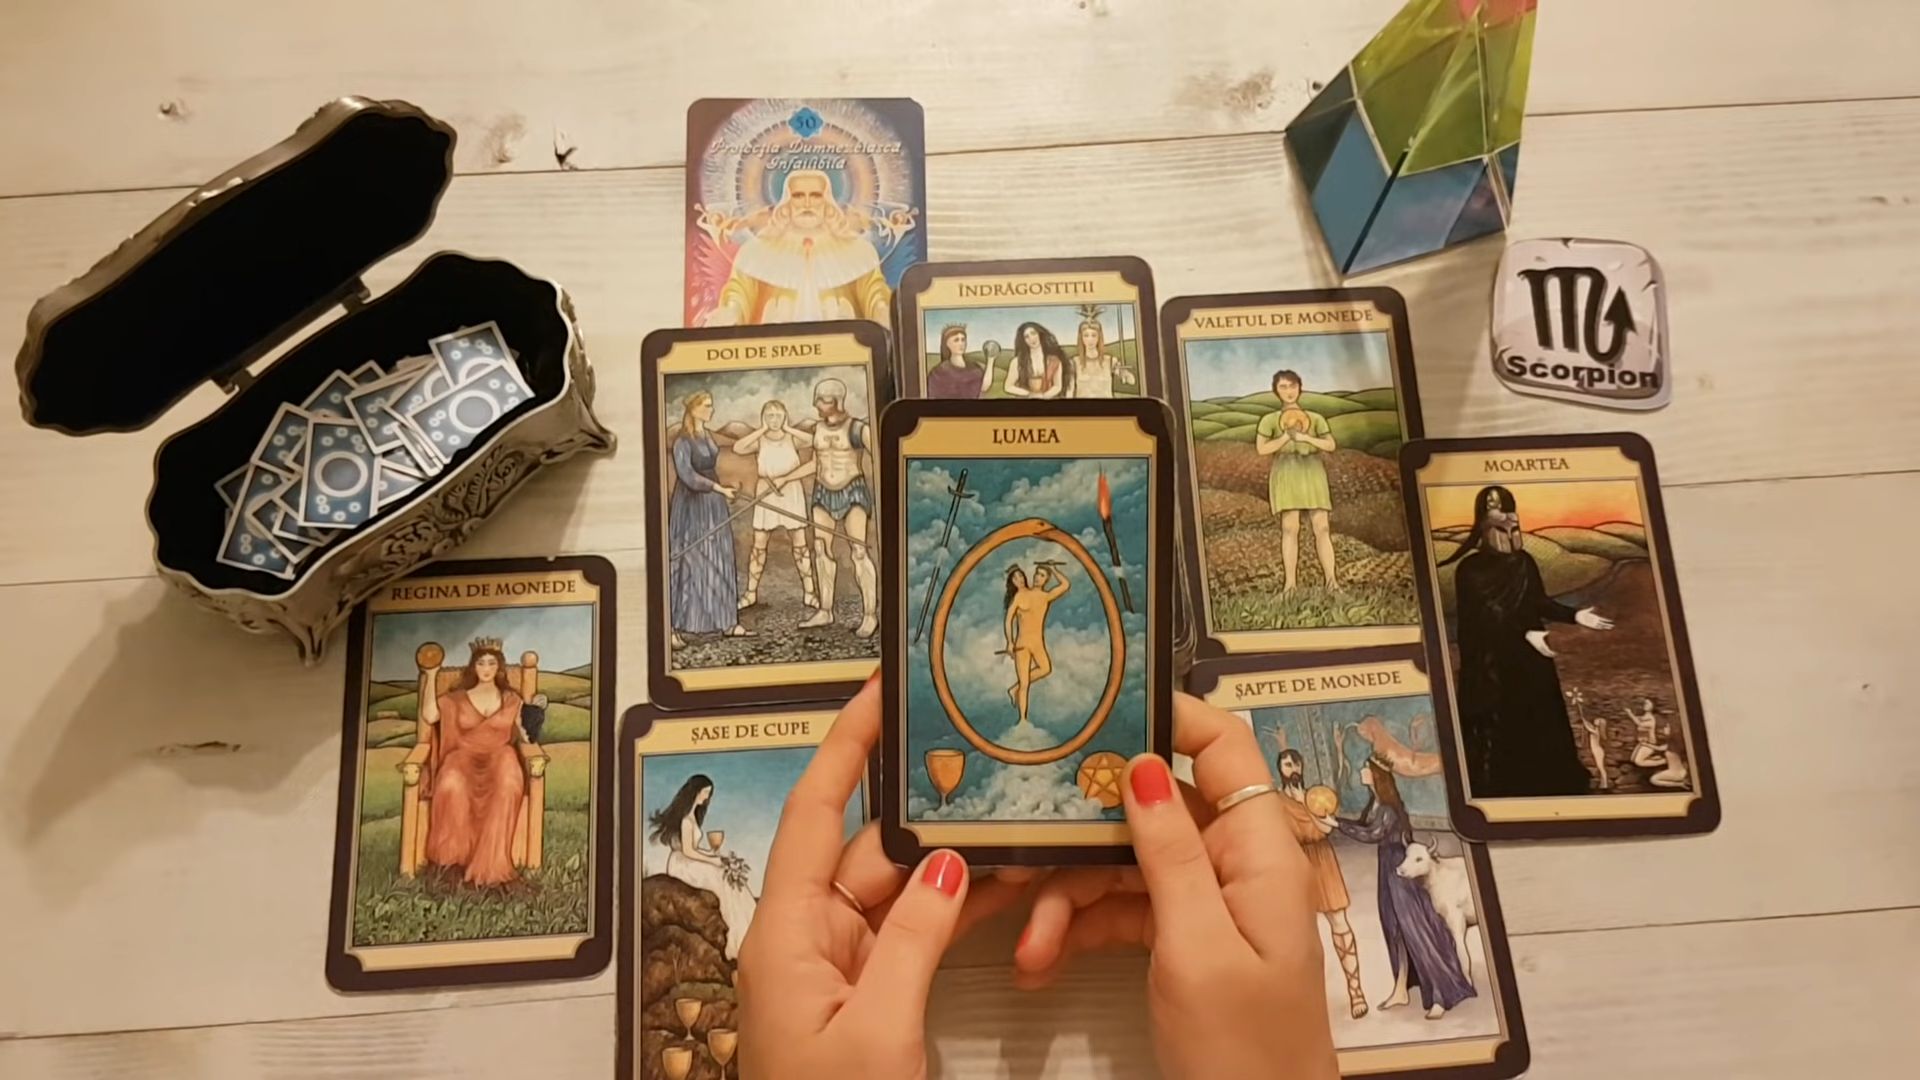 50
Protecția Dumnezeiască
Infailibilă
ÎNDRĂGOSTIȚII
VALETUL DE MONEDE
DOI DE SPADE
Scorpion
LUMEA
MOARTEA
REGINA DE MONEDE
ȘAPTE DE MONEDE
ȘASE DE CUPE